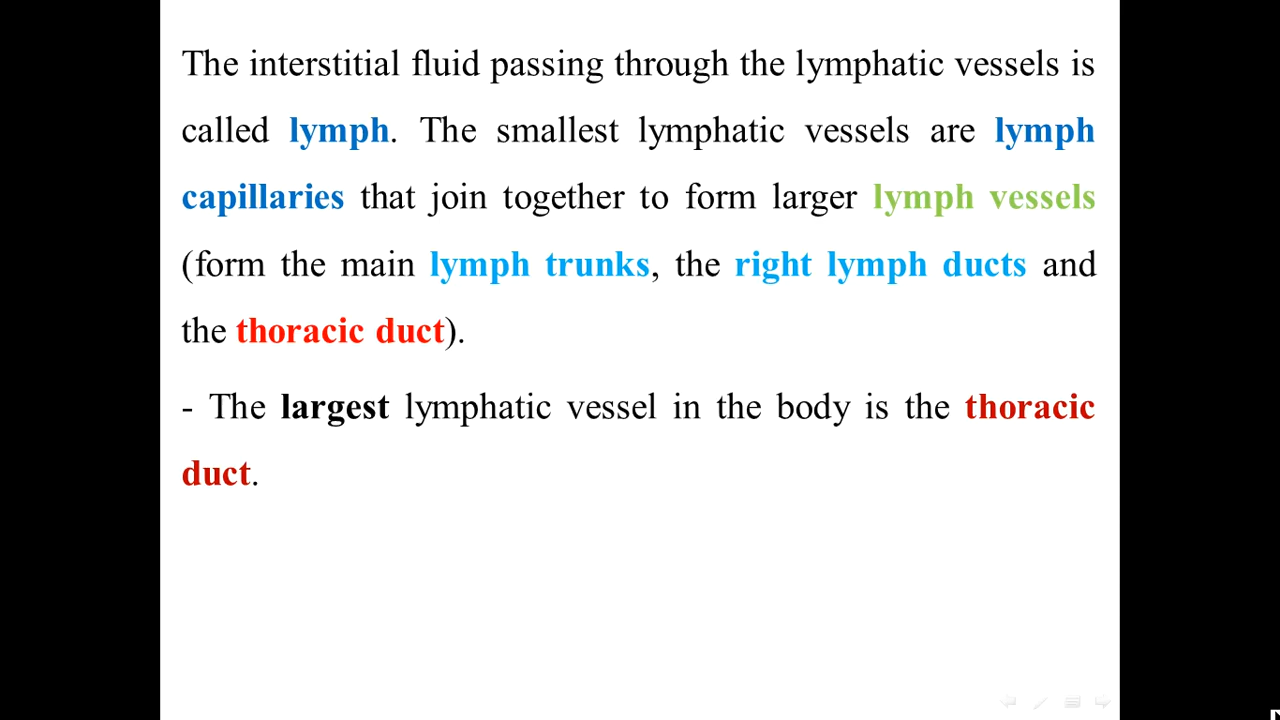 The interstitial fluid passing through the lymphatic vessels is
called lymph. The smallest lymphatic vessels are lymph
capillaries that join together to form larger lymph vessels
(form the main lymph trunks, the right lymph ducts and
the thoracic duct).
- The largest lymphatic vessel in the body is the thoracic
duct.